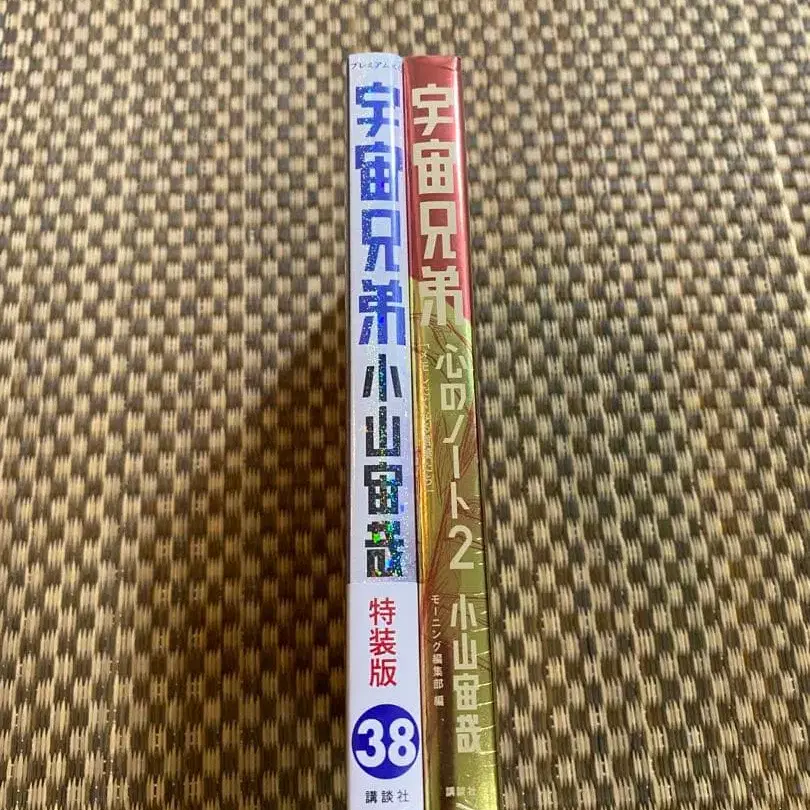 プレミアム
宇宙兄弟
小山宙哉
特装版
38
講談社
宇宙兄弟
心のノート2
小山宙哉
モーニング編集部 編
講談社